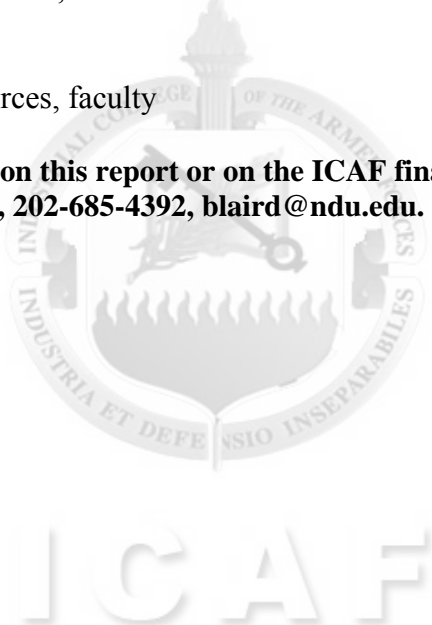 rces, faculty
on this report or on the ICAF fina
, 202-685-4392, blaird@ndu.edu.
INDUSTRIAL COLLEGE OF THE ARMED FORCES
INDUSTRIA ET DEFENSIO INSEPARABILES
ICAF